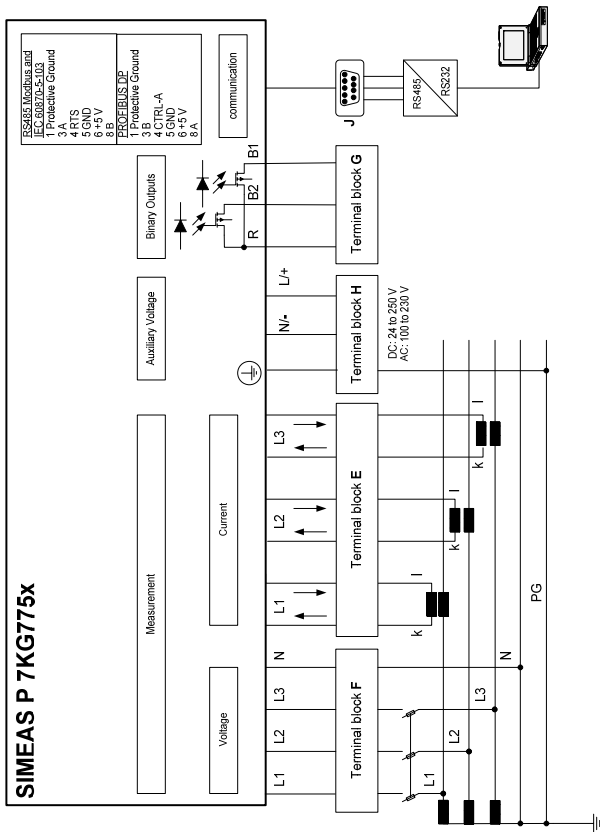 SIMEAS P 7KG775x
Measurement
Auxiliary Voltage
Binary Outputs
RS485 Modbus and
IEC 60870-5-103
1 Protective Ground
3 A
4 RTS
5 GND
6 +5 V
8 B
PROFIBUS DP
1 Protective Ground
3 B
4 CTRL-A
5 GND
6 +5 V
8 A
Voltage
Current
communication
L1
L2
L3
N
L1
L2
L3
N/-
L/+
R
B2
B1
Terminal block F
Terminal block E
Terminal block H
Terminal block G
J
RS485
RS232
DC: 24 to 250 V
AC: 100 to 230 V
k
l
k
l
k
l
L1
L2
L3
N
PG